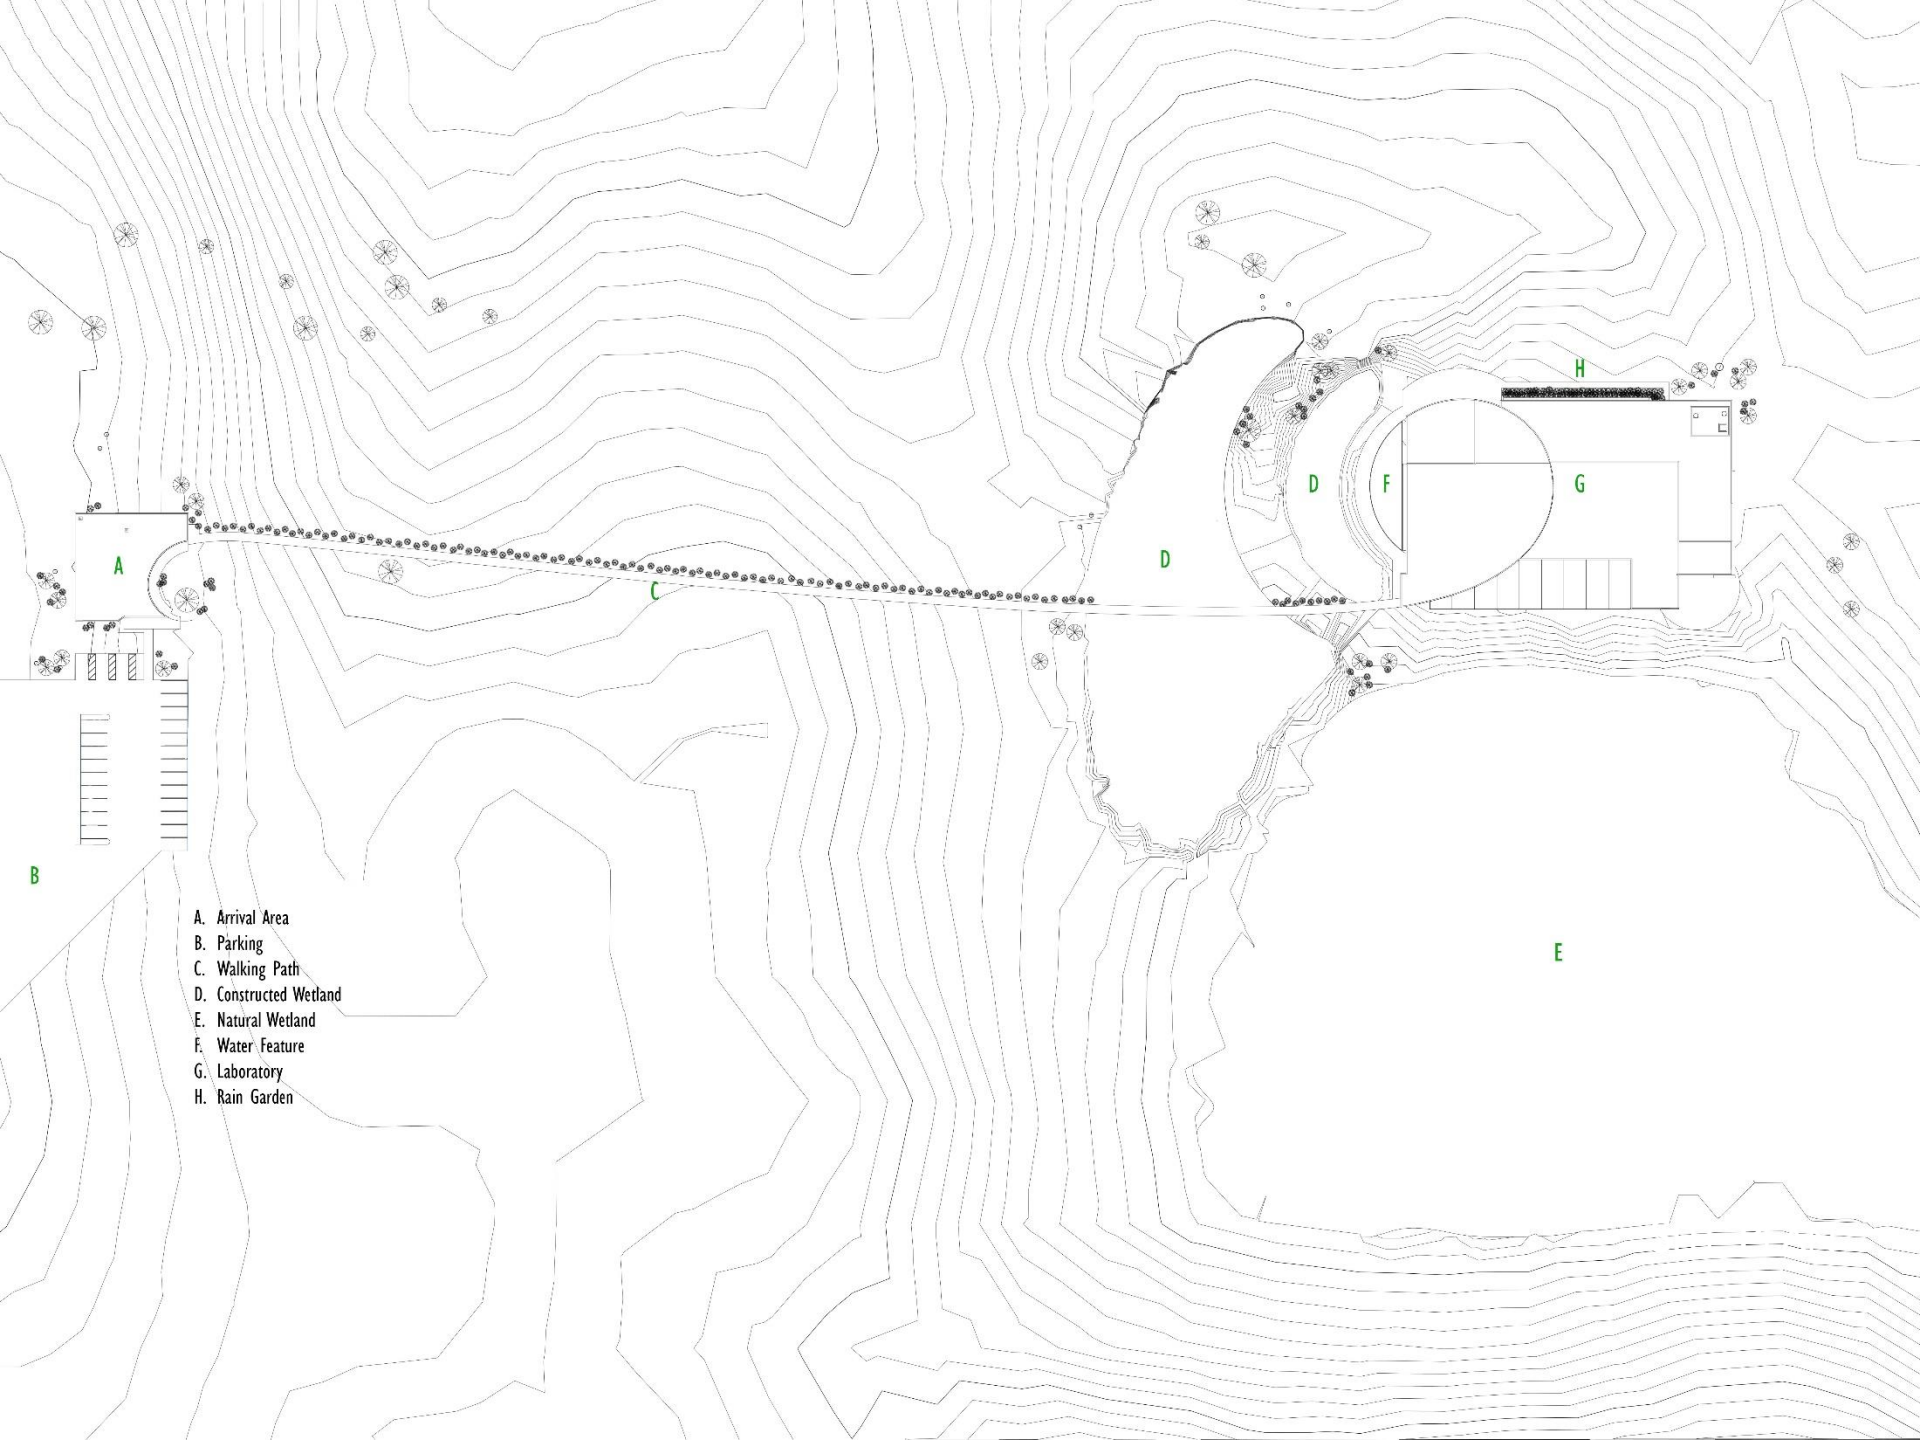 H
A
D
F
G
D
C
B
E
A. Arrival Area
B. Parking
C. Walking Path
D. Constructed Wetland
E. Natural Wetland
F. Water Feature
G. Laboratory
H. Rain Garden